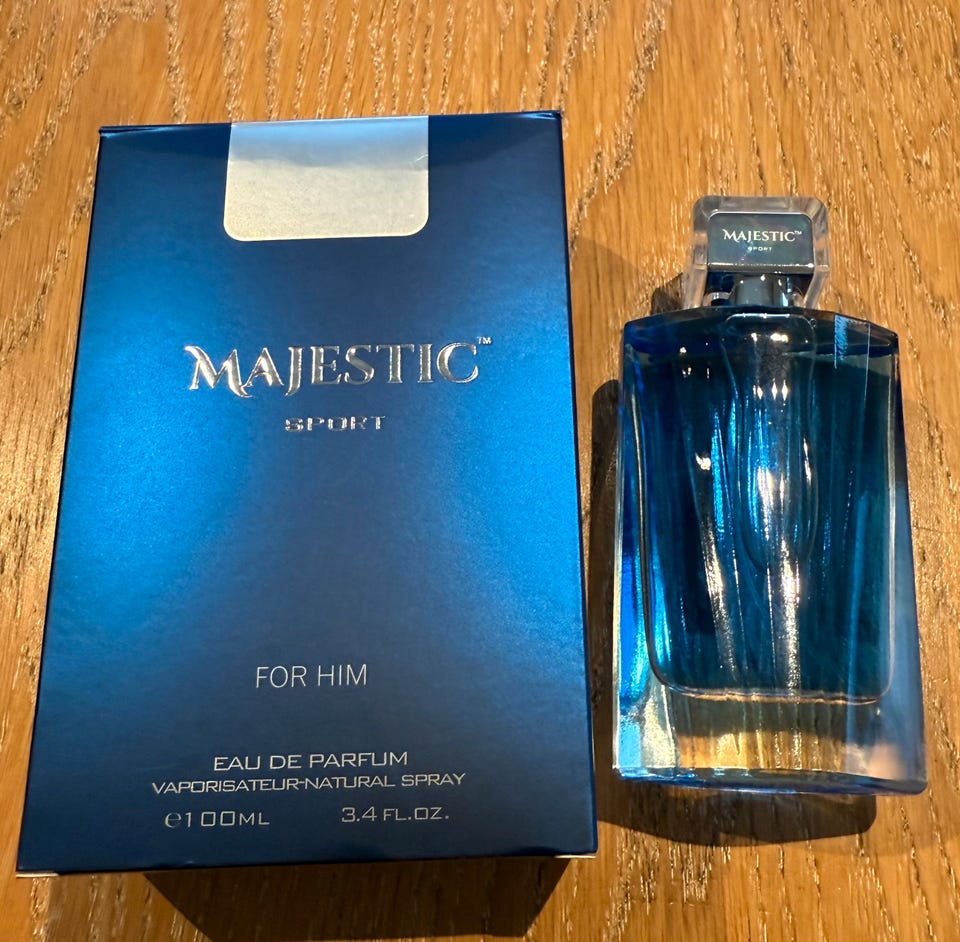 MAJESTIC™
SPORT
FOR HIM
EAU DE PARFUM
VAPORISATEUR-NATURAL SPRAY
℮100ML 3.4 FL.OZ.
MAJESTIC™
SPORT